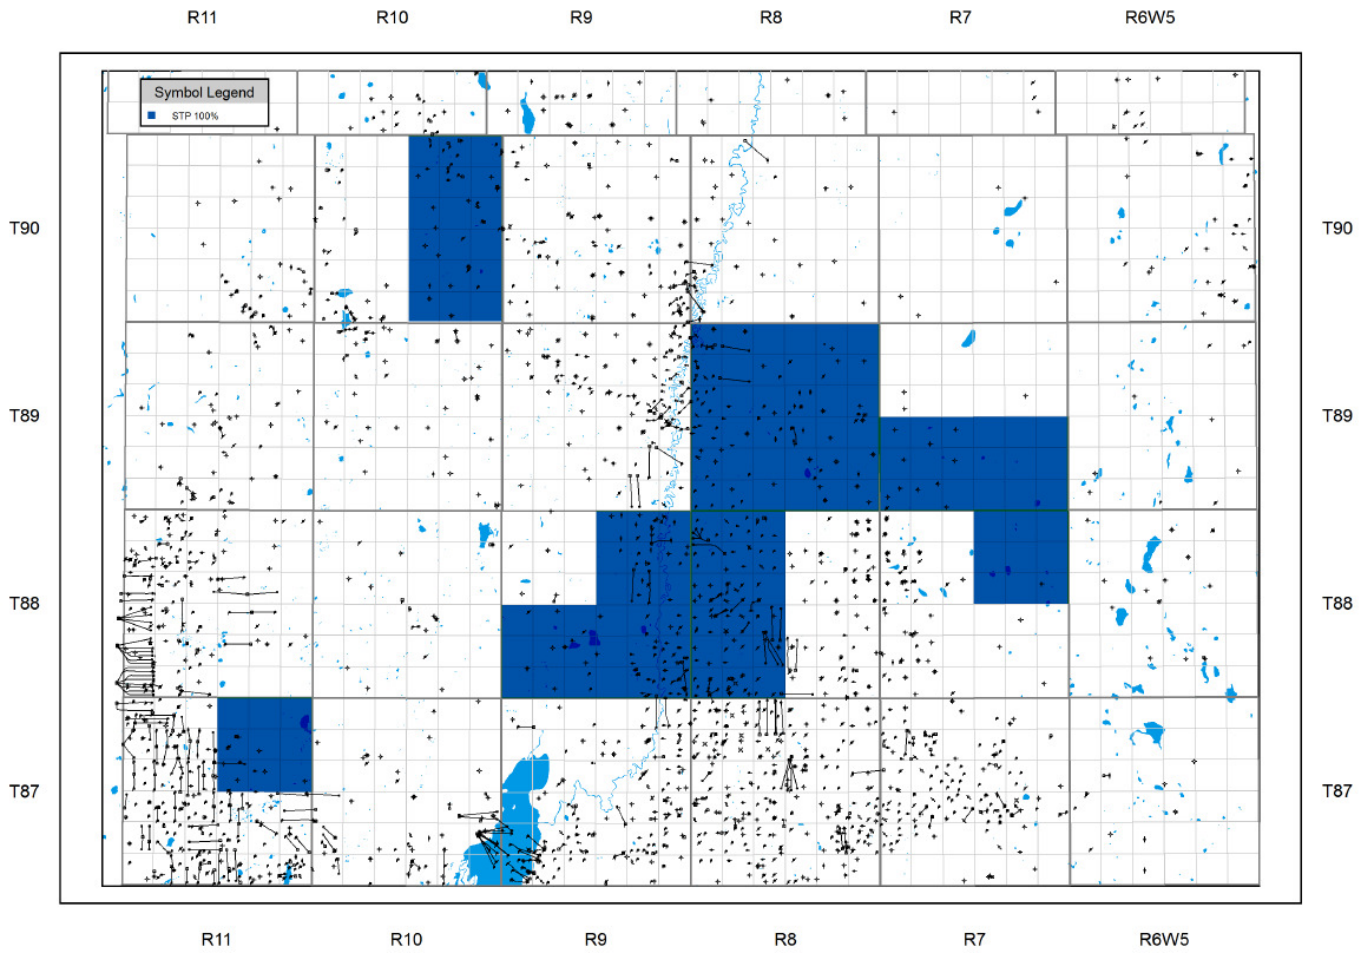 R11 R10 R9 R8 R7 R6W5
Symbol Legend
STP 100%
T90 T90
T89 T89
T88 T88
T87 T87
R11 R10 R9 R8 R7 R6W5